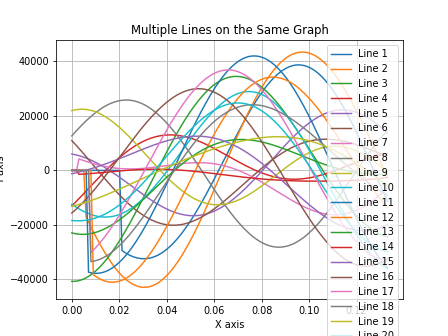 Multiple Lines on the Same Graph
40000
20000
0
−20000
−40000
0.00
0.02
0.04
0.06
0.08
0.10
X axis
Line 1
Line 2
Line 3
Line 4
Line 5
Line 6
Line 7
Line 8
Line 9
Line 10
Line 11
Line 12
Line 13
Line 14
Line 15
Line 16
Line 17
Line 18
Line 19
Line 20